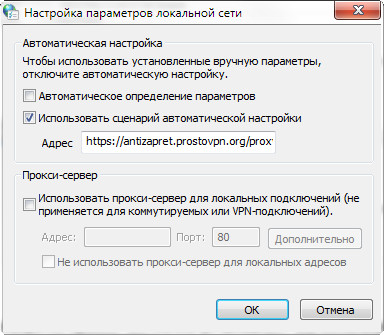 Настройка параметров локальной сети
Автоматическая настройка
Чтобы использовать установленные вручную параметры,
отключите автоматическую настройку.
Автоматическое определение параметров
Использовать сценарий автоматической настройки
Адрес https://antizapret.prostovpn.org/prox
Прокси-сервер
Использовать прокси-сервер для локальных подключений (не
применяется для коммутируемых или VPN-подключений).
Адрес: Порт: 80 Дополнительно
Не использовать прокси-сервер для локальных адресов
ОК Отмена